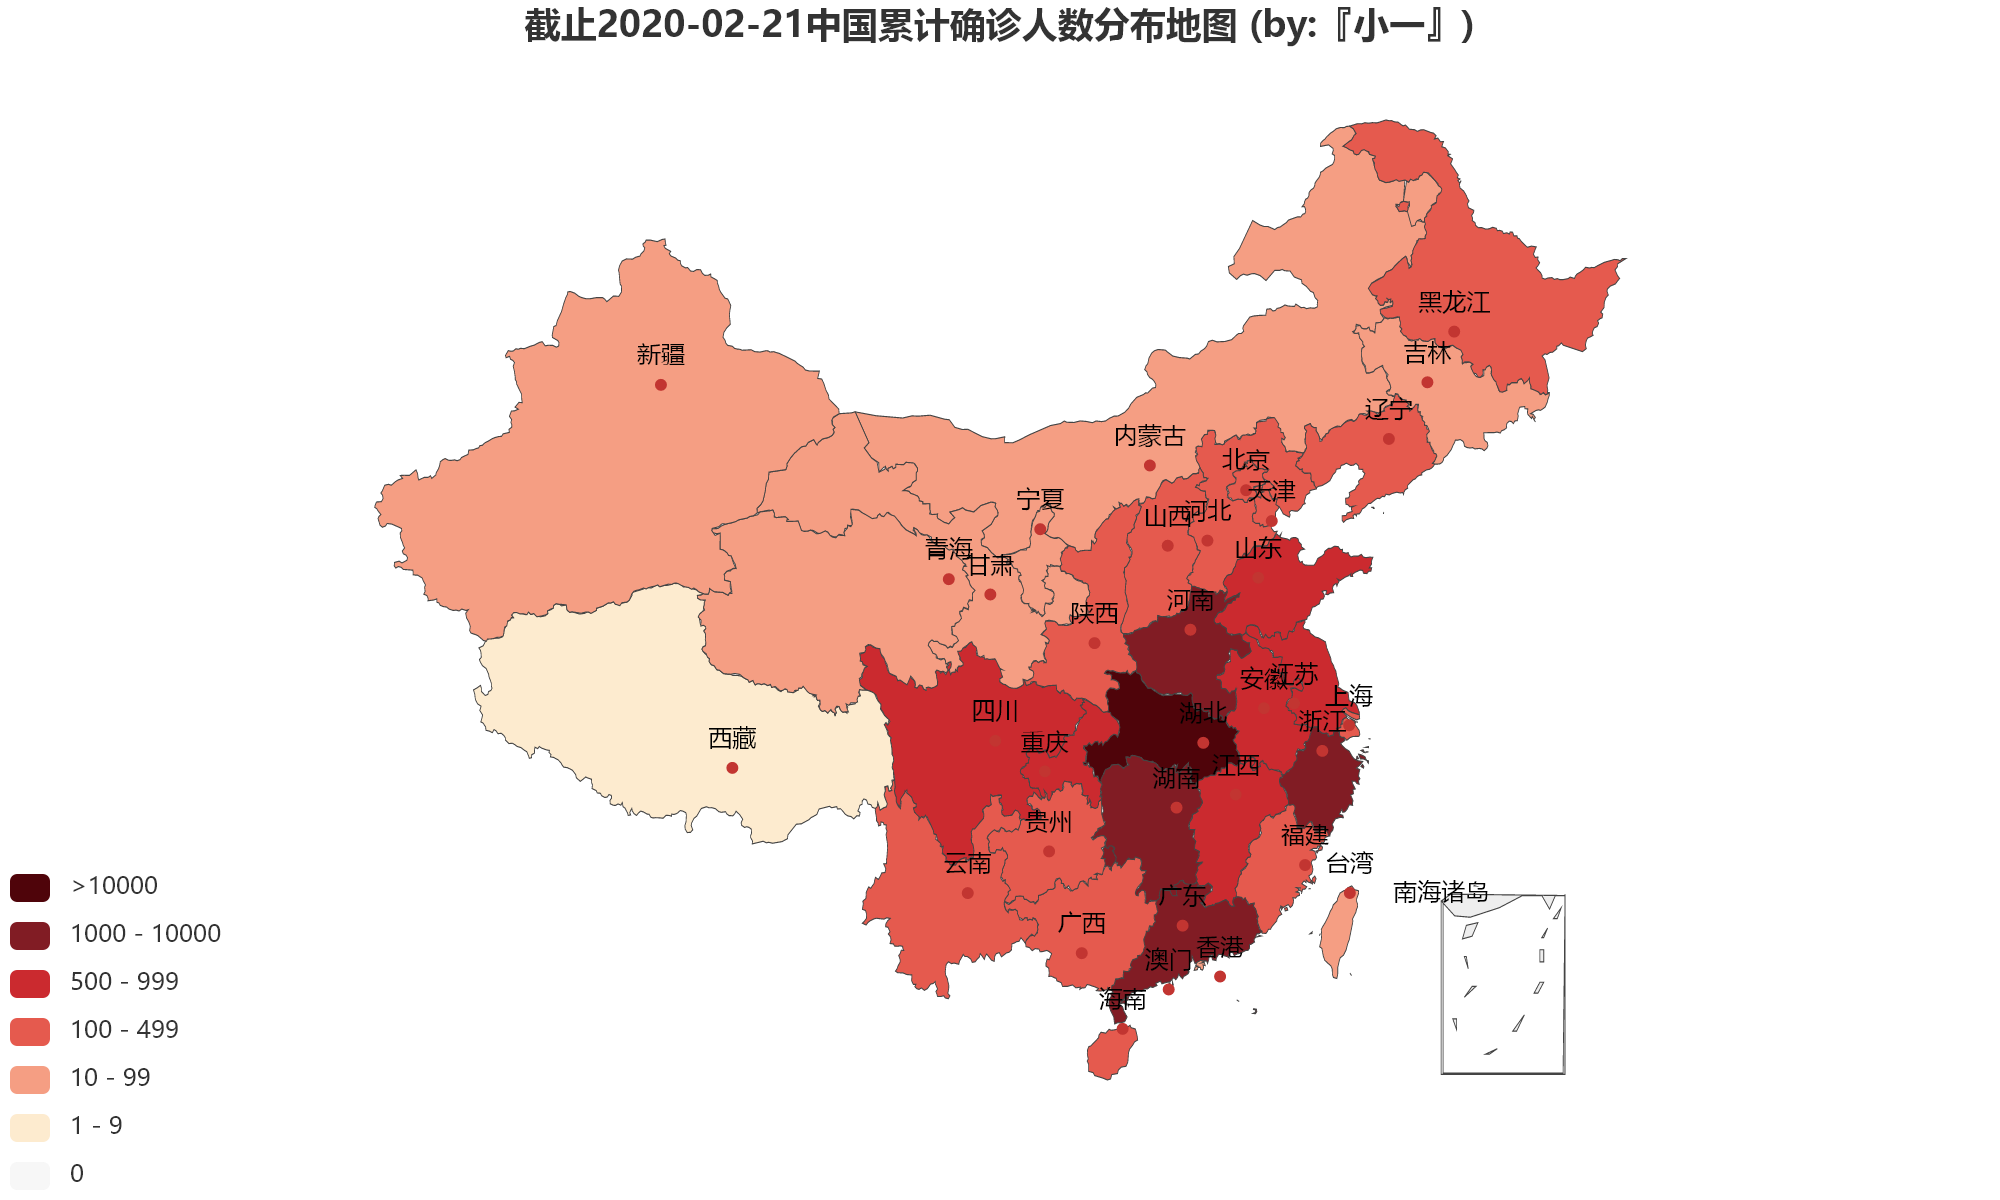 截止2020-02-21中国累计确诊人数分布地图 (by:『小一』)
黑龙江
吉林
新疆
辽宁
内蒙古
北京
天津
宁夏
河北
山西
青海
山东
甘肃
河南
陕西
江苏
安徽
上海
四川
湖北
浙江
西藏
重庆
江西
湖南
贵州
福建
云南
台湾
南海诸岛
广东
广西
香港
澳门
海南
>10000
1000 - 10000
500 - 999
100 - 499
10 - 99
1 - 9
0